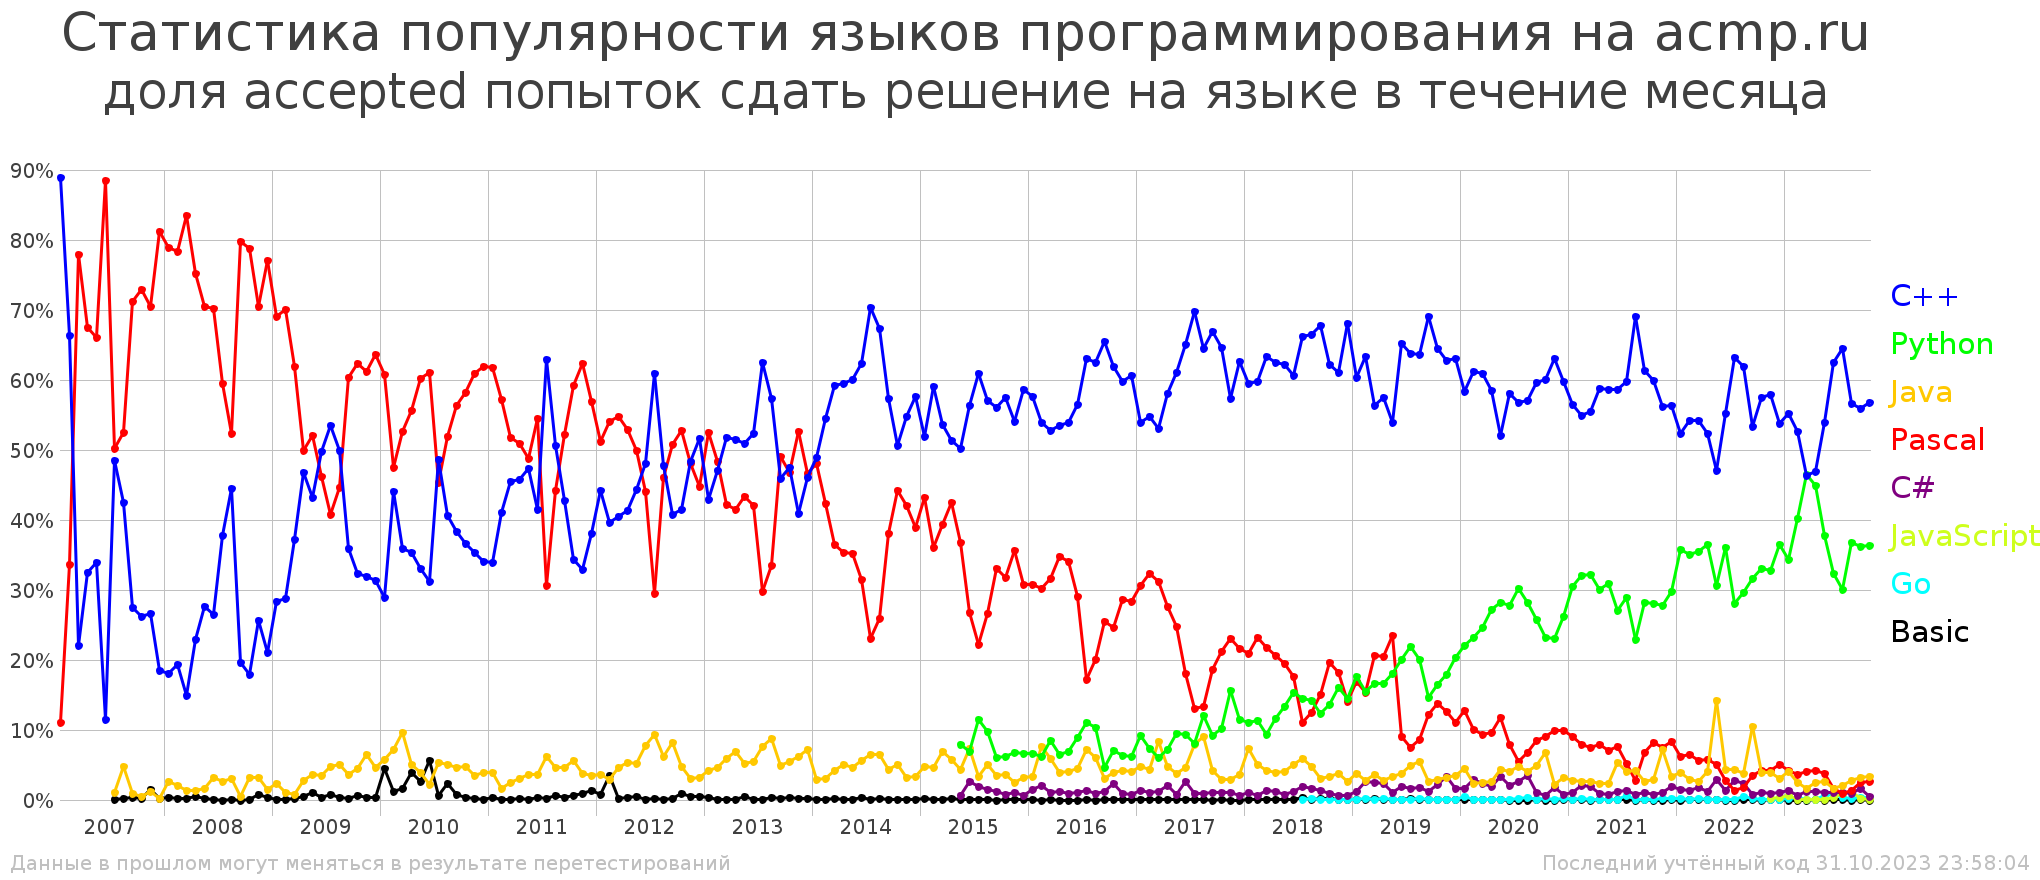 Статистика популярности языков программирования на acmp.ru
доля accepted попыток сдать решение на языке в течение месяца
90%
80%
70%
60%
50%
40%
30%
20%
10%
0%
2007 2008 2009 2010 2011 2012 2013 2014 2015 2016 2017 2018 2019 2020 2021 2022 2023
C++
Python
Java
Pascal
C#
JavaScript
Go
Basic
Данные в прошлом могут меняться в результате перетестирований
Последний учтённый код 31.10.2023 23:58:04